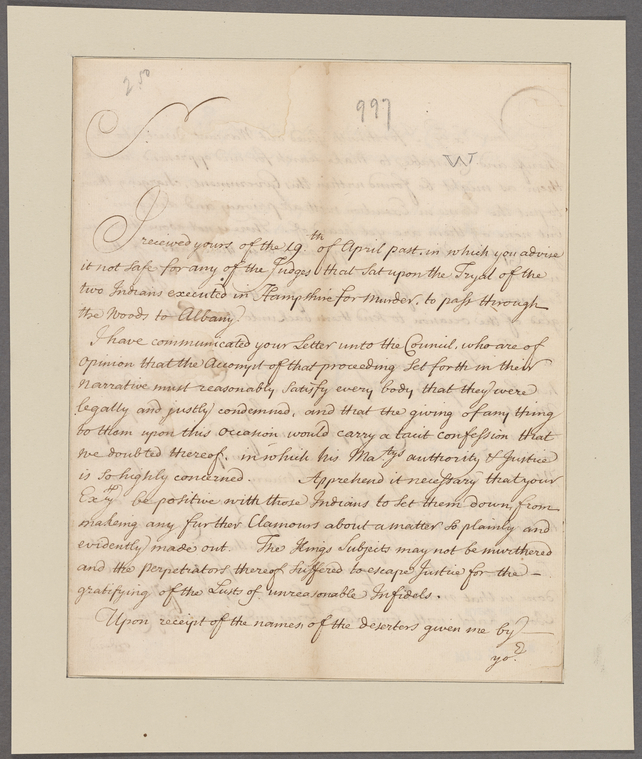 2.50
997
W
Sr
I received yours of the 19.th of April past, in which you advise
it not safe for any of the Judges that sat upon the Tryal of the
two Indians executed in Hampshire for murder, to pass through
the Woods to Albany.
I have communicated your Letter unto the Council, who are of
opinion that the Accompt of that proceeding set forth in their
Narrative must reasonably satisfy every body, that they were
legally and justly condemned, and that the giving of any thing
to them upon this occasion would carry a tacit confession that
we doubted thereof, in which his Matys authority & Justice
is so highly concerned. Apprehend it necessary that your
Excy be positive with those Indians to set them down from
making any further Clamours about a matter so plainly and
evidently made out. The Kings Subjects may not be murthered
and the perpetrators thereof suffered to escape Justice for the
gratifying of the Lusts of unreasonable Infidels.
Upon receipt of the names of the deserters given me by
yor